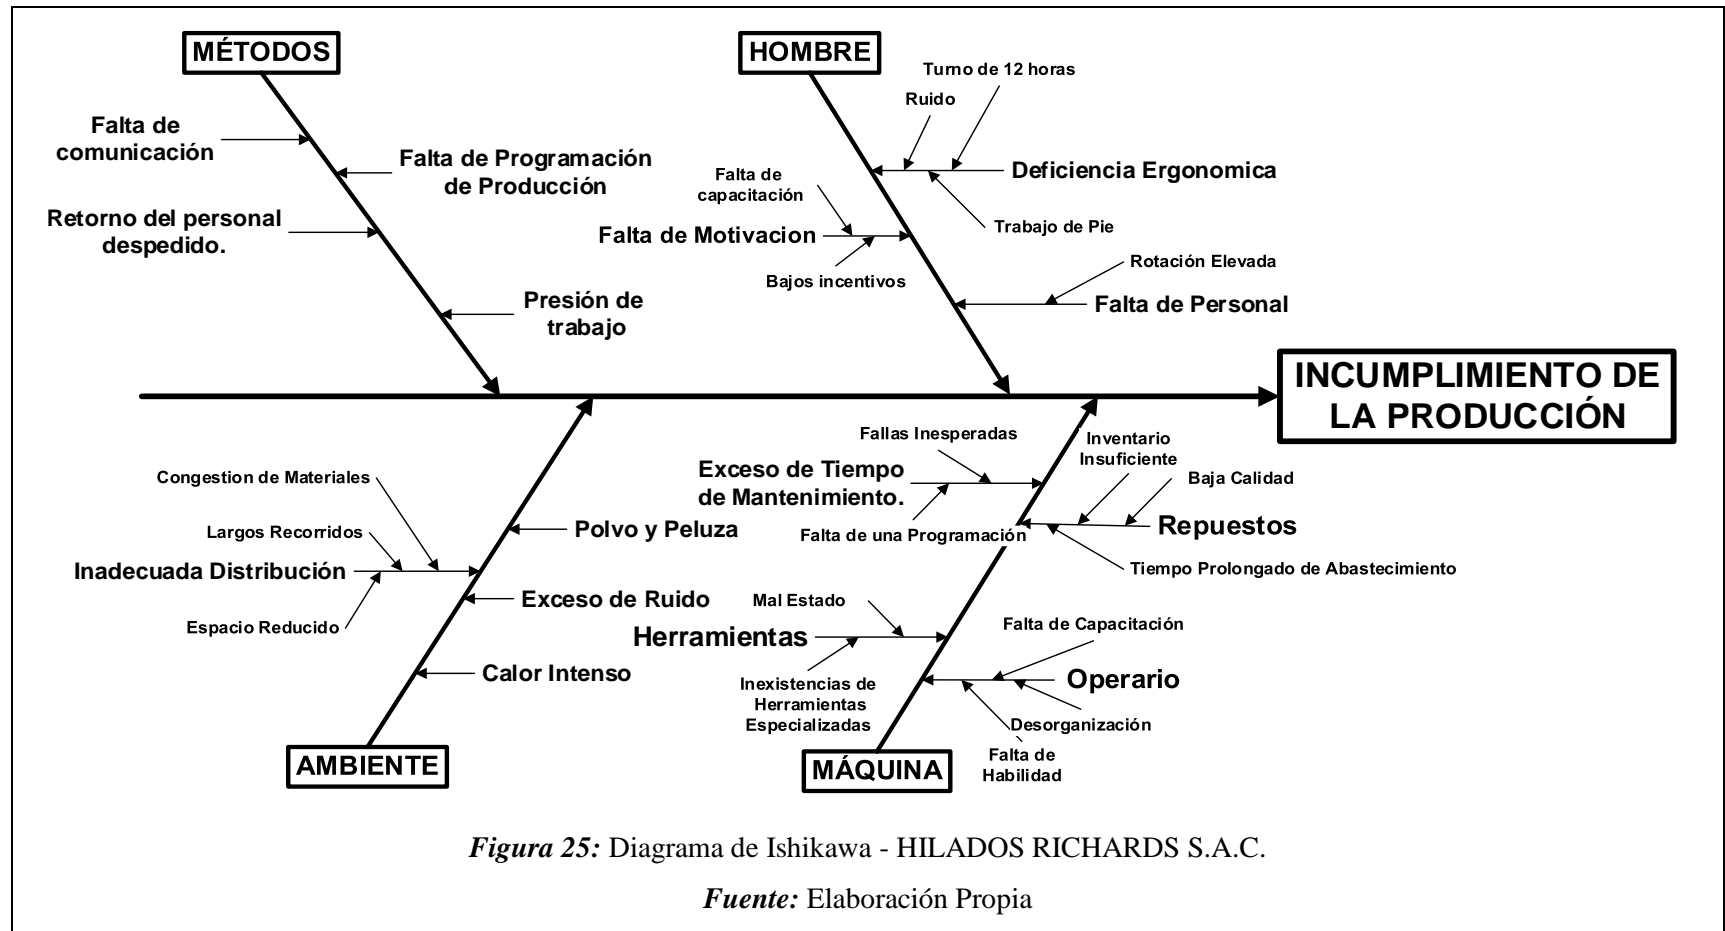 MÉTODOS
Falta de
comunicación
Falta de Programación
de Producción
Retorno del personal
despedido.
Presión de
trabajo
HOMBRE
Turno de 12 horas
Ruido
Deficiencia Ergonomica
Trabajo de Pie
Falta de
capacitación
Falta de Motivacion
Bajos incentivos
Rotación Elevada
Falta de Personal
INCUMPLIMIENTO DE
LA PRODUCCIÓN
Congestion de Materiales
Largos Recorridos
Inadecuada Distribución
Espacio Reducido
Polvo y Peluza
Exceso de Ruido
Calor Intenso
AMBIENTE
Fallas Inesperadas
Exceso de Tiempo
de Mantenimiento.
Falta de una Programación
Inventario
Insuficiente
Baja Calidad
Repuestos
Tiempo Prolongado de Abastecimiento
Mal Estado
Herramientas
Inexistencias de
Herramientas
Especializadas
Falta de Capacitación
Operario
Desorganización
Falta de
Habilidad
MÁQUINA
Figura 25: Diagrama de Ishikawa - HILADOS RICHARDS S.A.C.
Fuente: Elaboración Propia